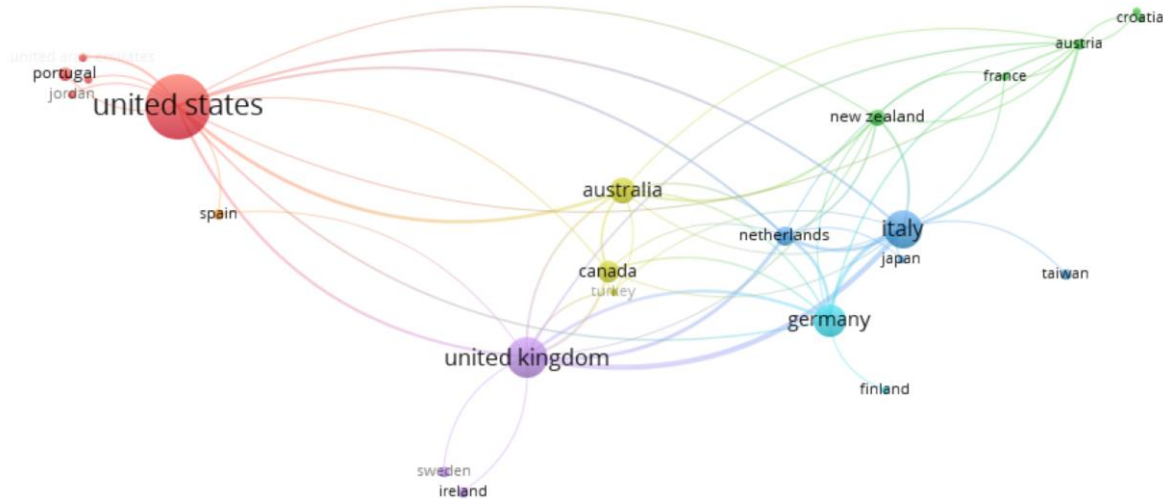 croatia
austria
united arab emirates
portugal
france
jordan
united states
new zealand
australia
spain
italy
netherlands
japan
canada
taiwan
turkey
germany
united kingdom
finland
sweden
ireland